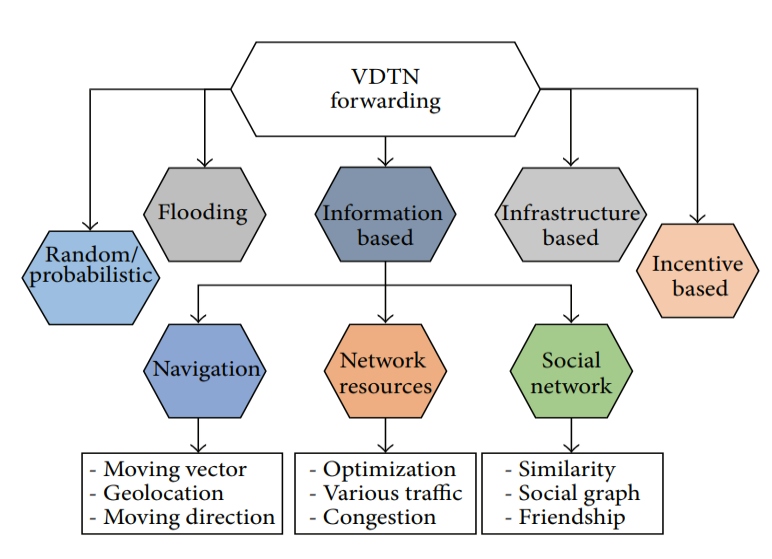 VDTN
forwarding
Random/
probabilistic
Flooding
Information
based
Infrastructure
based
Incentive
based
Navigation
Network
resources
Social
network
- Moving vector
- Geolocation
- Moving direction
- Optimization
- Various traffic
- Congestion
- Similarity
- Social graph
- Friendship